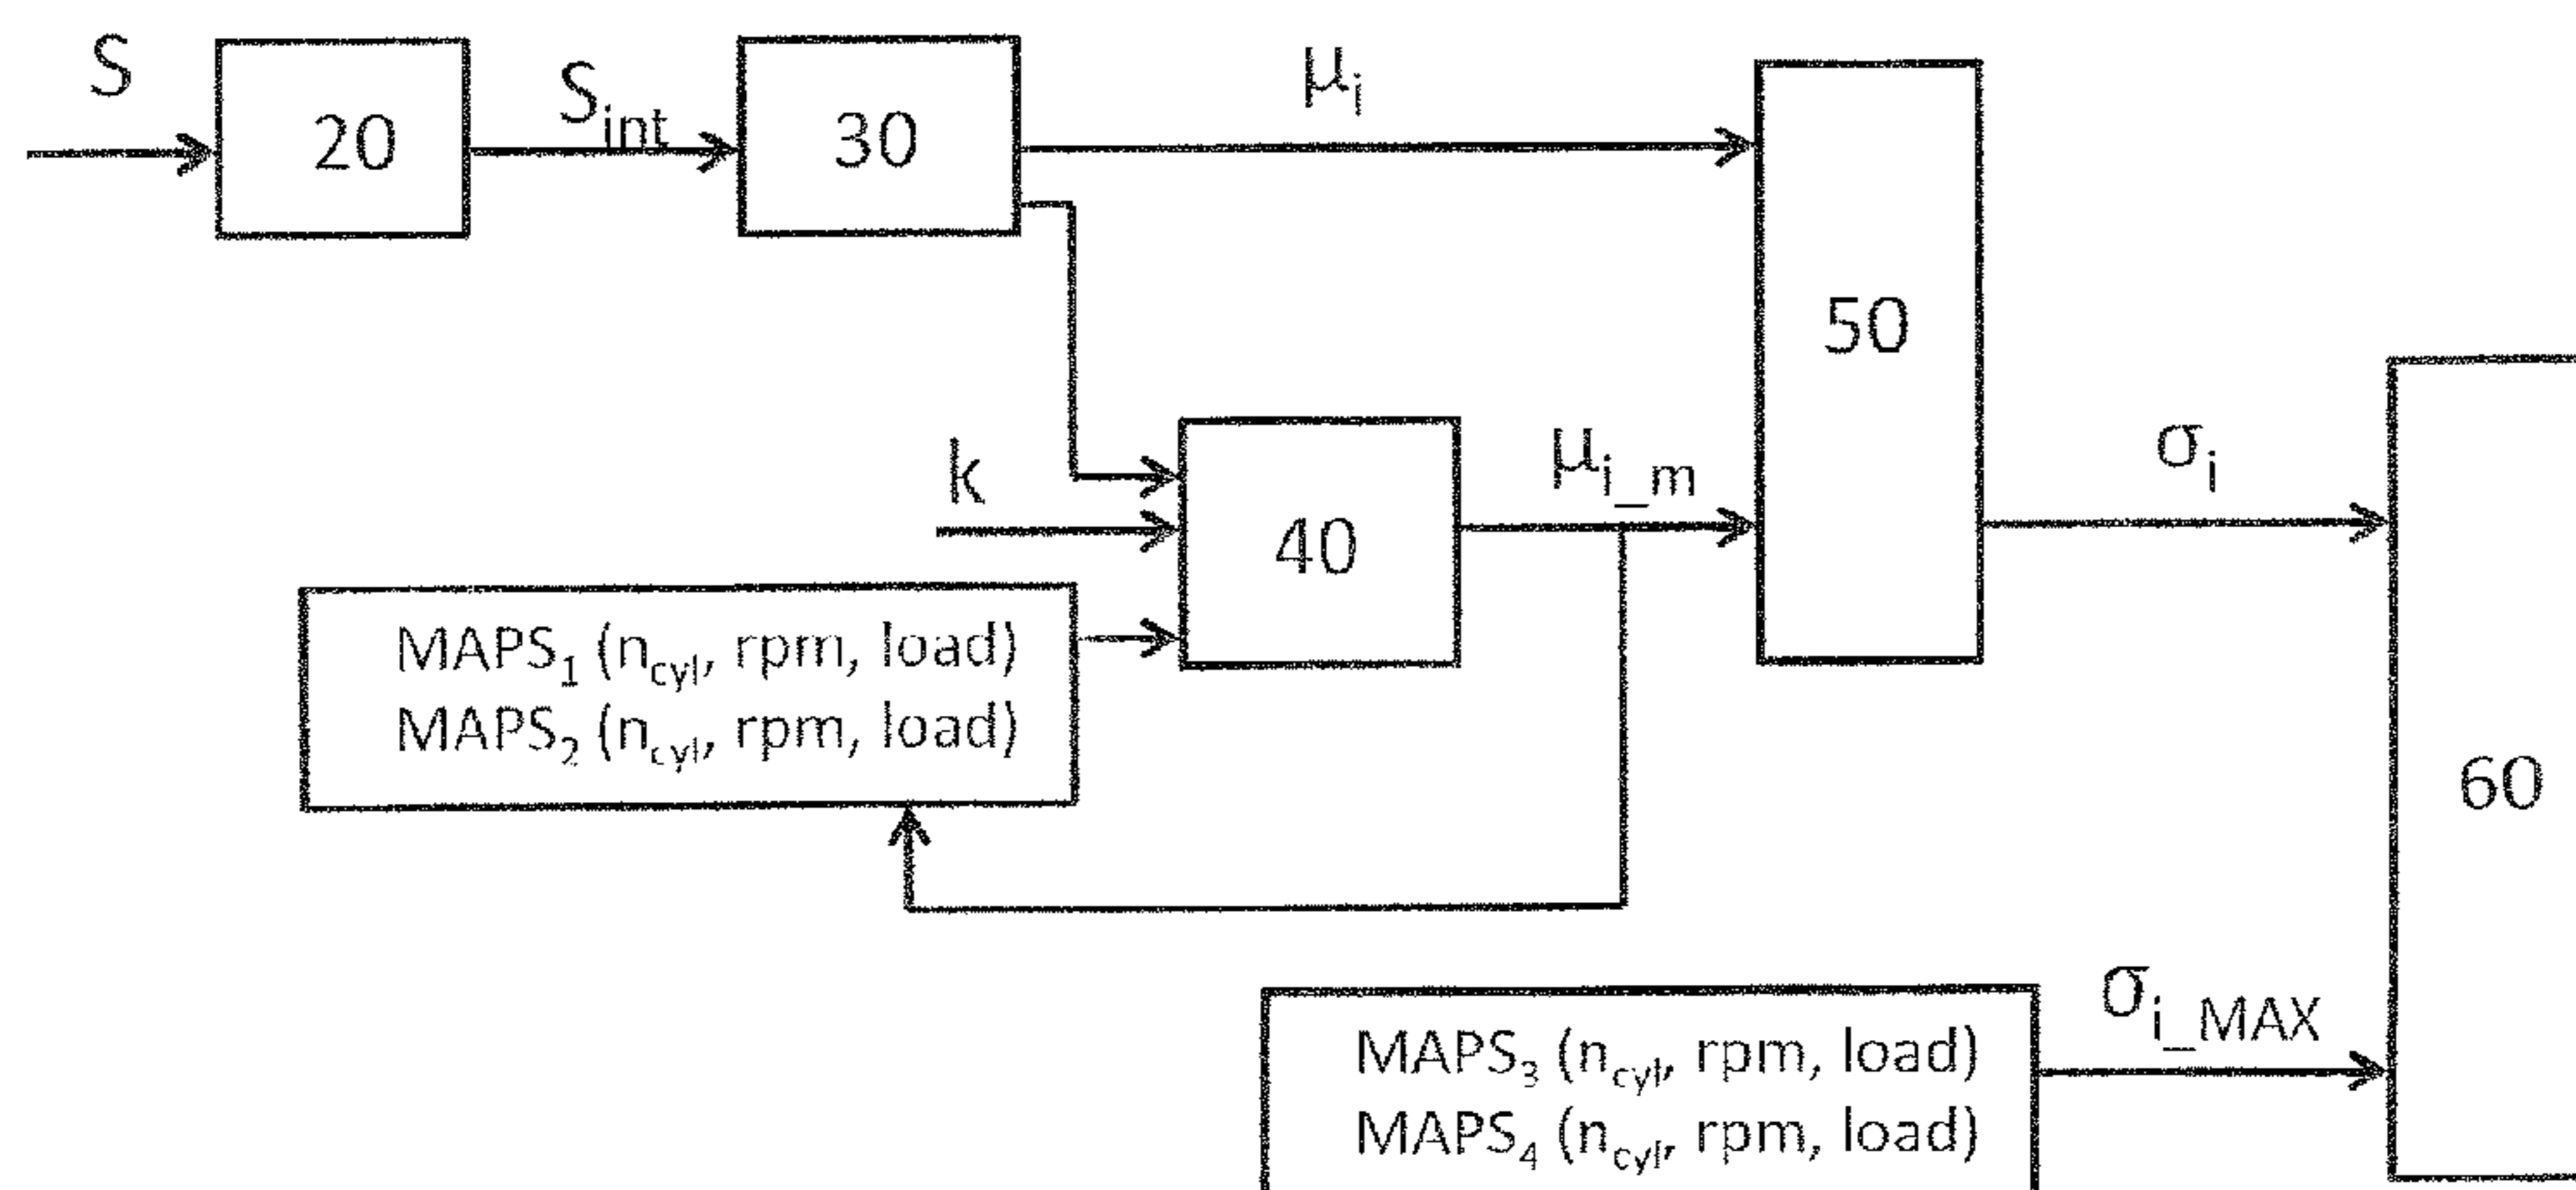 S
20
S_int
30
μ_i
50
k
40
μ_i_m
σ_i
MAPS_1 (n_cyl, rpm, load)
MAPS_2 (n_cyl, rpm, load)
60
σ_i_MAX
MAPS_3 (n_cyl, rpm, load)
MAPS_4 (n_cyl, rpm, load)